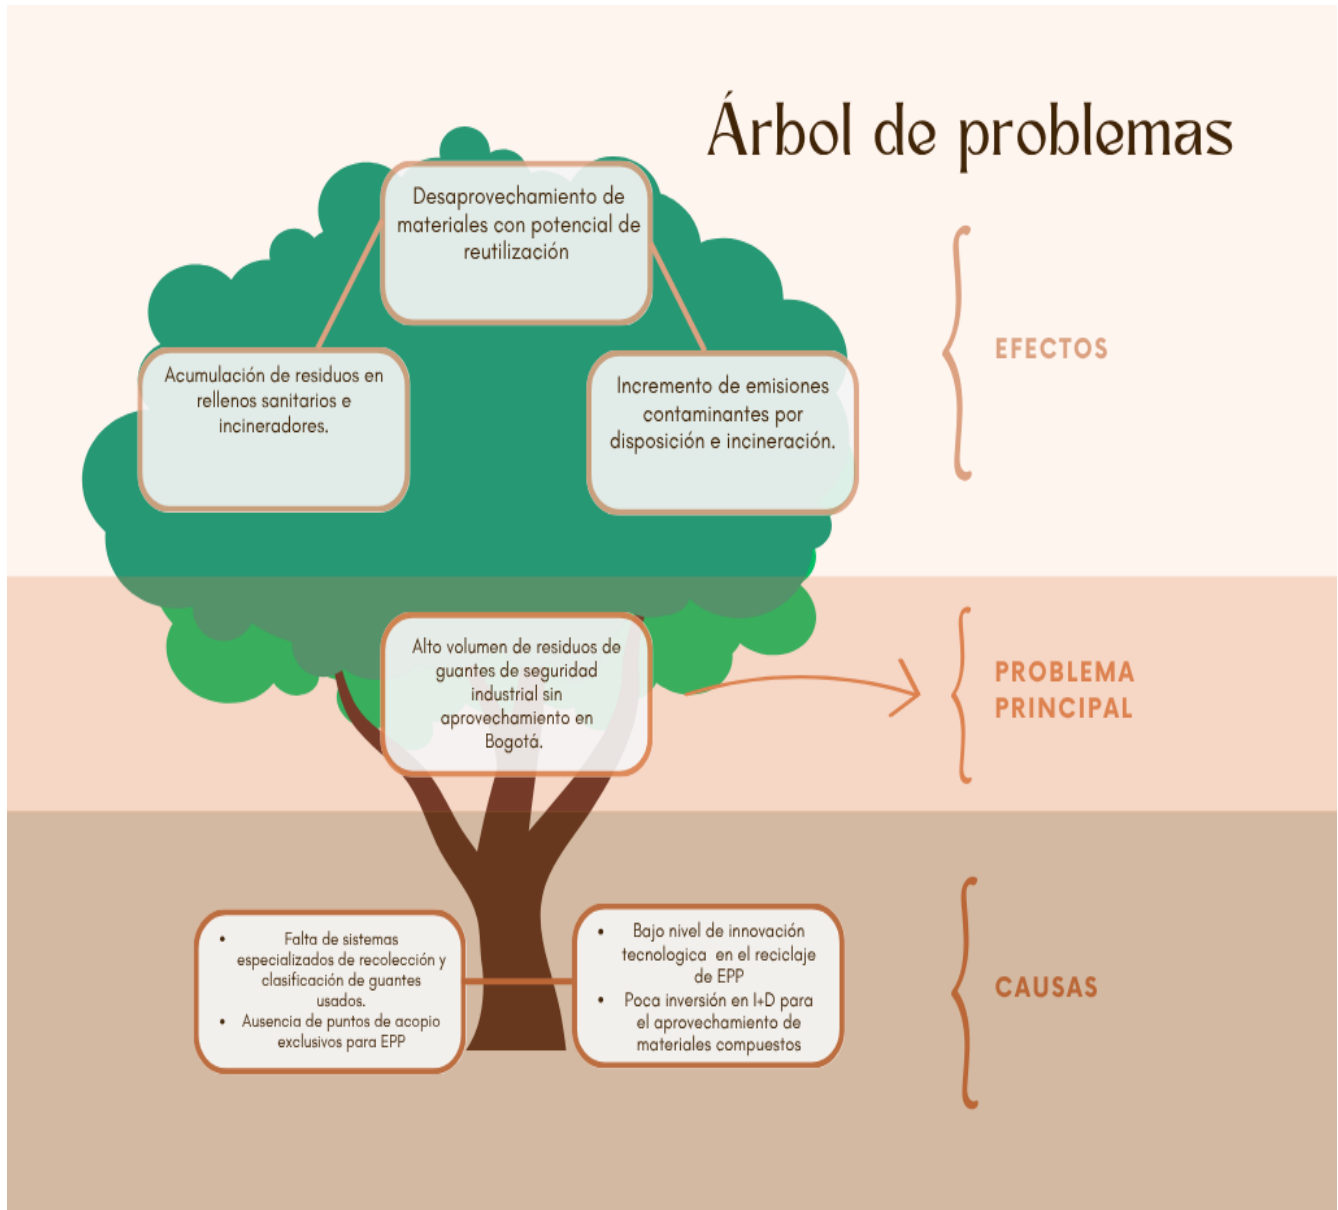 Árbol de problemas
Desaprovechamiento de
materiales con potencial de
reutilización
Acumulación de residuos en
rellenos sanitarios e
incineradores.
Incremento de emisiones
contaminantes por
disposición e incineración.
EFECTOS
Alto volumen de residuos de
guantes de seguridad
industrial sin
aprovechamiento en
Bogotá.
PROBLEMA
PRINCIPAL
• Falta de sistemas
especializados de recolección y
clasificación de guantes
usados.
• Ausencia de puntos de acopio
exclusivos para EPP
• Bajo nivel de innovación
tecnologica en el reciclaje
de EPP
• Poca inversión en I+D para
el aprovechamiento de
materiales compuestos
CAUSAS